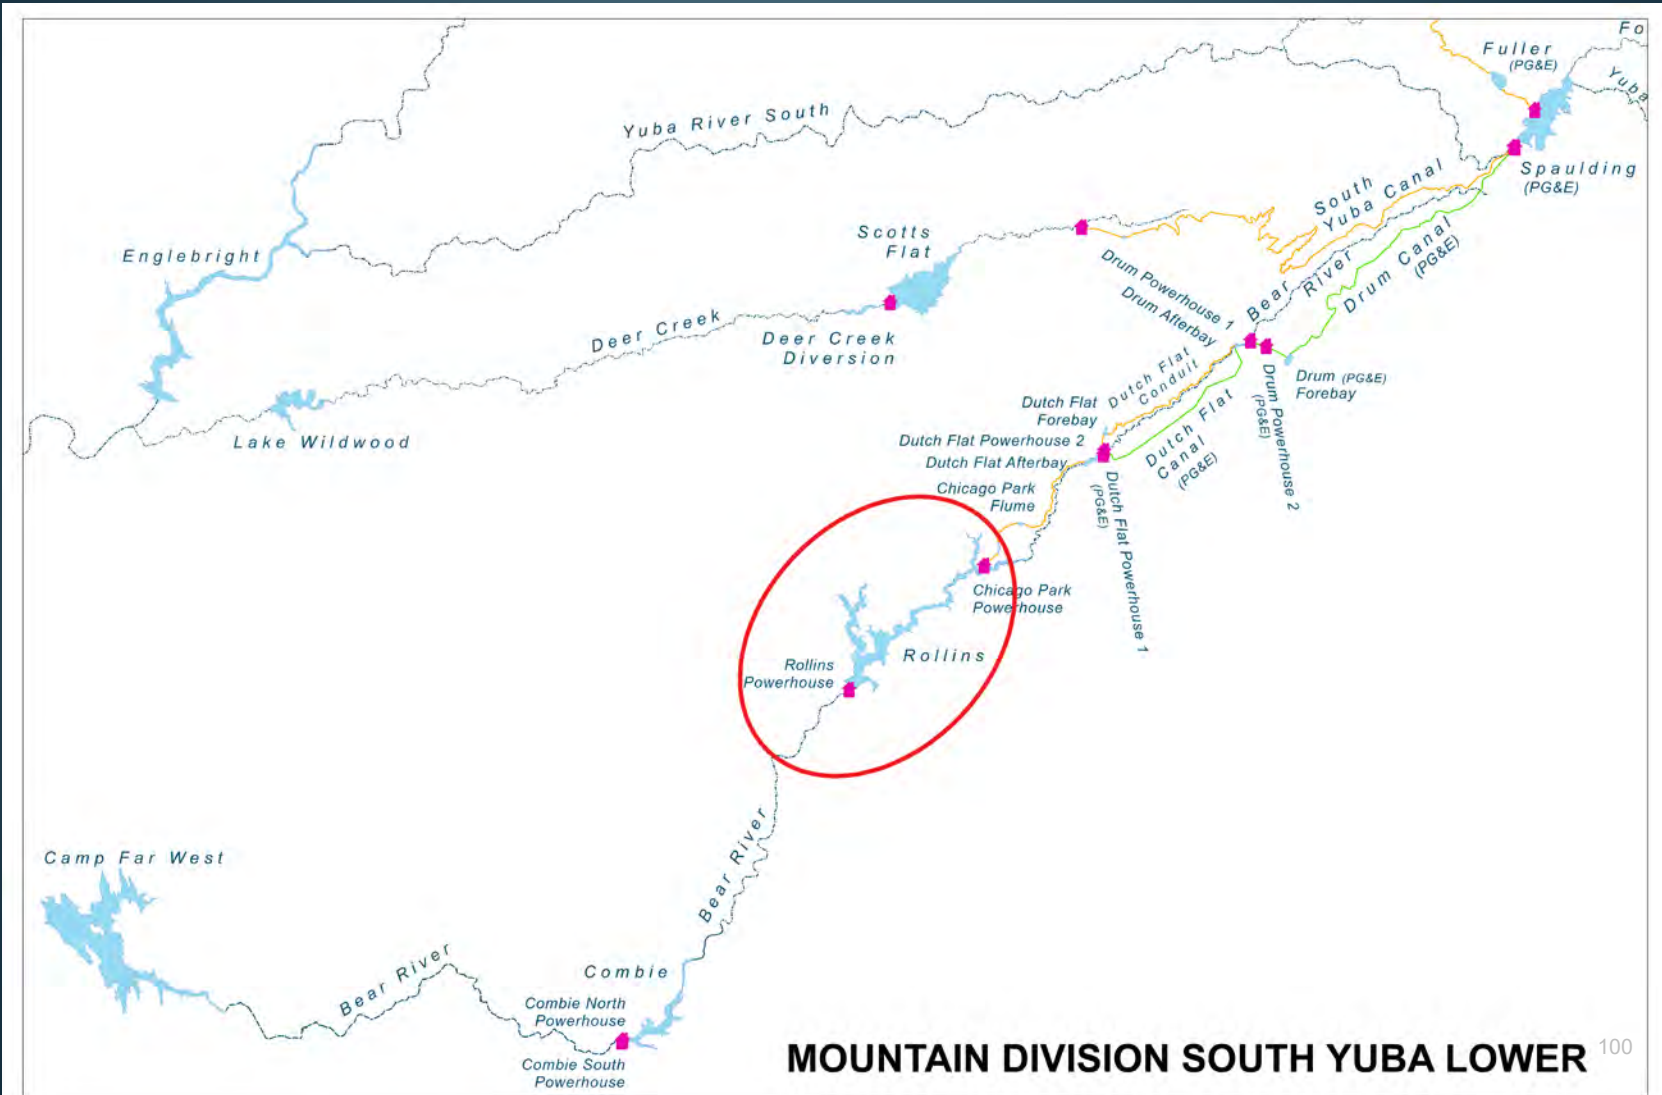 Fo
Fuller
(PG&E)
Yuba
Yuba River South
Spaulding
(PG&E)
South
Yuba Canal
Scotts
Flat
Englebright
Drum Canal
(PG&E)
Bear
River
Drum Powerhouse 1
Drum Afterbay
Deer Creek
Deer Creek
Diversion
Dutch Flat
Conduit
Drum (PG&E)
Forebay
Drum Powerhouse 2
(PG&E)
Dutch Flat
Forebay
Dutch Flat
Canal
(PG&E)
Lake Wildwood
Dutch Flat Powerhouse 2
Dutch Flat Afterbay
Chicago Park
Flume
Dutch Flat Powerhouse 1
(PG&E)
Chicago Park
Powerhouse
Rollins
Rollins
Powerhouse
Bear River
Camp Far West
Bear River
Combie
Combie North
Powerhouse
Combie South
Powerhouse
MOUNTAIN DIVISION SOUTH YUBA LOWER
100